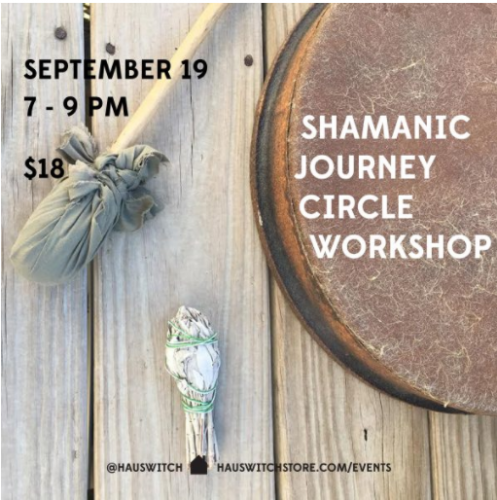 SEPTEMBER 19
7 - 9 PM
$18
SHAMANIC
JOURNEY
CIRCLE
WORKSHOP
@HAUSWITCH HAUSWITCHSTORE.COM/EVENTS